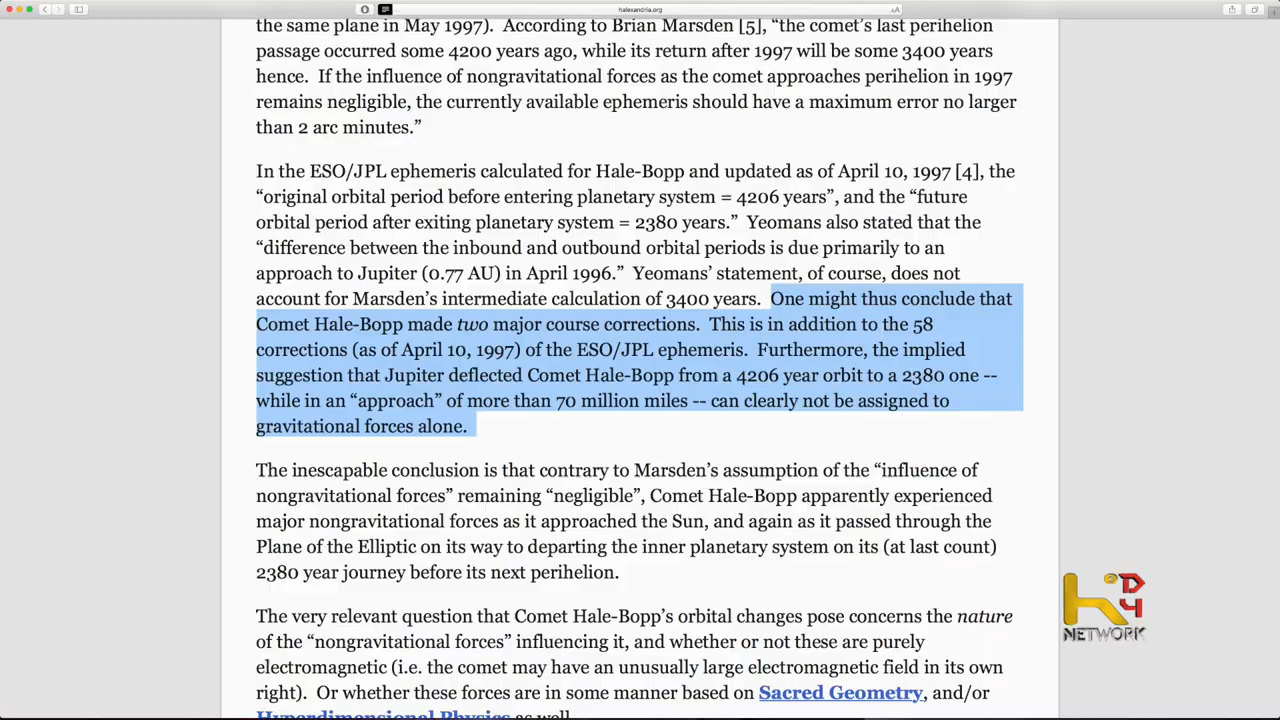 halexandria.org
the same plane in May 1997).  According to Brian Marsden [5], “the comet’s last perihelion
passage occurred some 4200 years ago, while its return after 1997 will be some 3400 years
hence.  If the influence of nongravitational forces as the comet approaches perihelion in 1997
remains negligible, the currently available ephemeris should have a maximum error no larger
than 2 arc minutes.”
In the ESO/JPL ephemeris calculated for Hale-Bopp and updated as of April 10, 1997 [4], the
“original orbital period before entering planetary system = 4206 years”, and the “future
orbital period after exiting planetary system = 2380 years.”  Yeomans also stated that the
“difference between the inbound and outbound orbital periods is due primarily to an
approach to Jupiter (0.77 AU) in April 1996.”  Yeomans’ statement, of course, does not
account for Marsden’s intermediate calculation of 3400 years.  One might thus conclude that
Comet Hale-Bopp made two major course corrections.  This is in addition to the 58
corrections (as of April 10, 1997) of the ESO/JPL ephemeris.  Furthermore, the implied
suggestion that Jupiter deflected Comet Hale-Bopp from a 4206 year orbit to a 2380 one --
while in an “approach” of more than 70 million miles -- can clearly not be assigned to
gravitational forces alone.
The inescapable conclusion is that contrary to Marsden’s assumption of the “influence of
nongravitational forces” remaining “negligible”, Comet Hale-Bopp apparently experienced
major nongravitational forces as it approached the Sun, and again as it passed through the
Plane of the Elliptic on its way to departing the inner planetary system on its (at last count)
2380 year journey before its next perihelion.
The very relevant question that Comet Hale-Bopp’s orbital changes pose concerns the nature
of the “nongravitational forces” influencing it, and whether or not these are purely
electromagnetic (i.e. the comet may have an unusually large electromagnetic field in its own
right).  Or whether these forces are in some manner based on Sacred Geometry, and/or
Hyperdimensional Physics as well.
NETWORK